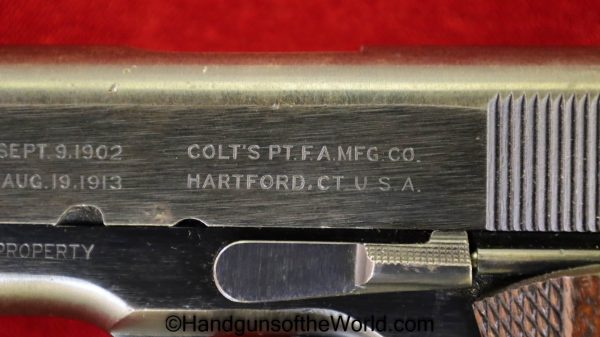 SEPT. 9, 1902
AUG. 19, 1913
COLT'S PT. F. A. MFG. CO.
HARTFORD, CT. U. S. A.
PROPERTY
©HandgunsoftheWorld.com